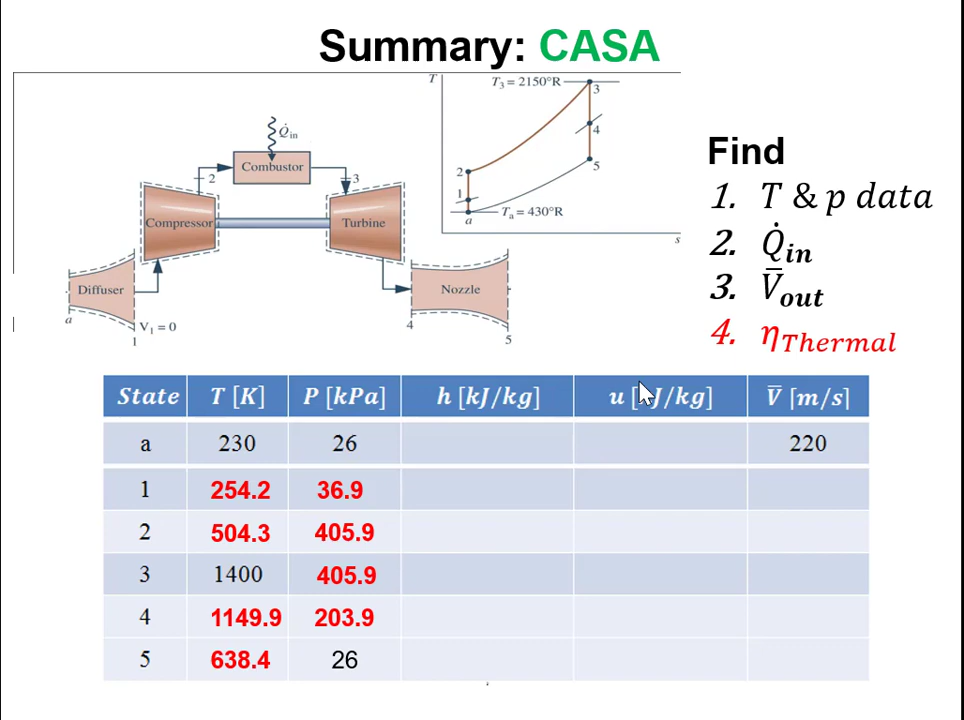 Summary: CASA
T
T3 = 2150°R
3
Q̇in
4
Combustor
2
3
2
5
1
Compressor
Turbine
Ta = 430°R
a
s
Diffuser
Nozzle
a
V1 = 0
4
1
5
Find
1. T & p data
2. Q̇in
3. V̄out
4. ηThermal
State T [K] P [kPa] h [kJ/kg] u [kJ/kg] V̄ [m/s]
a 230 26 220
1 254.2 36.9
2 504.3 405.9
3 1400 405.9
4 1149.9 203.9
5 638.4 26